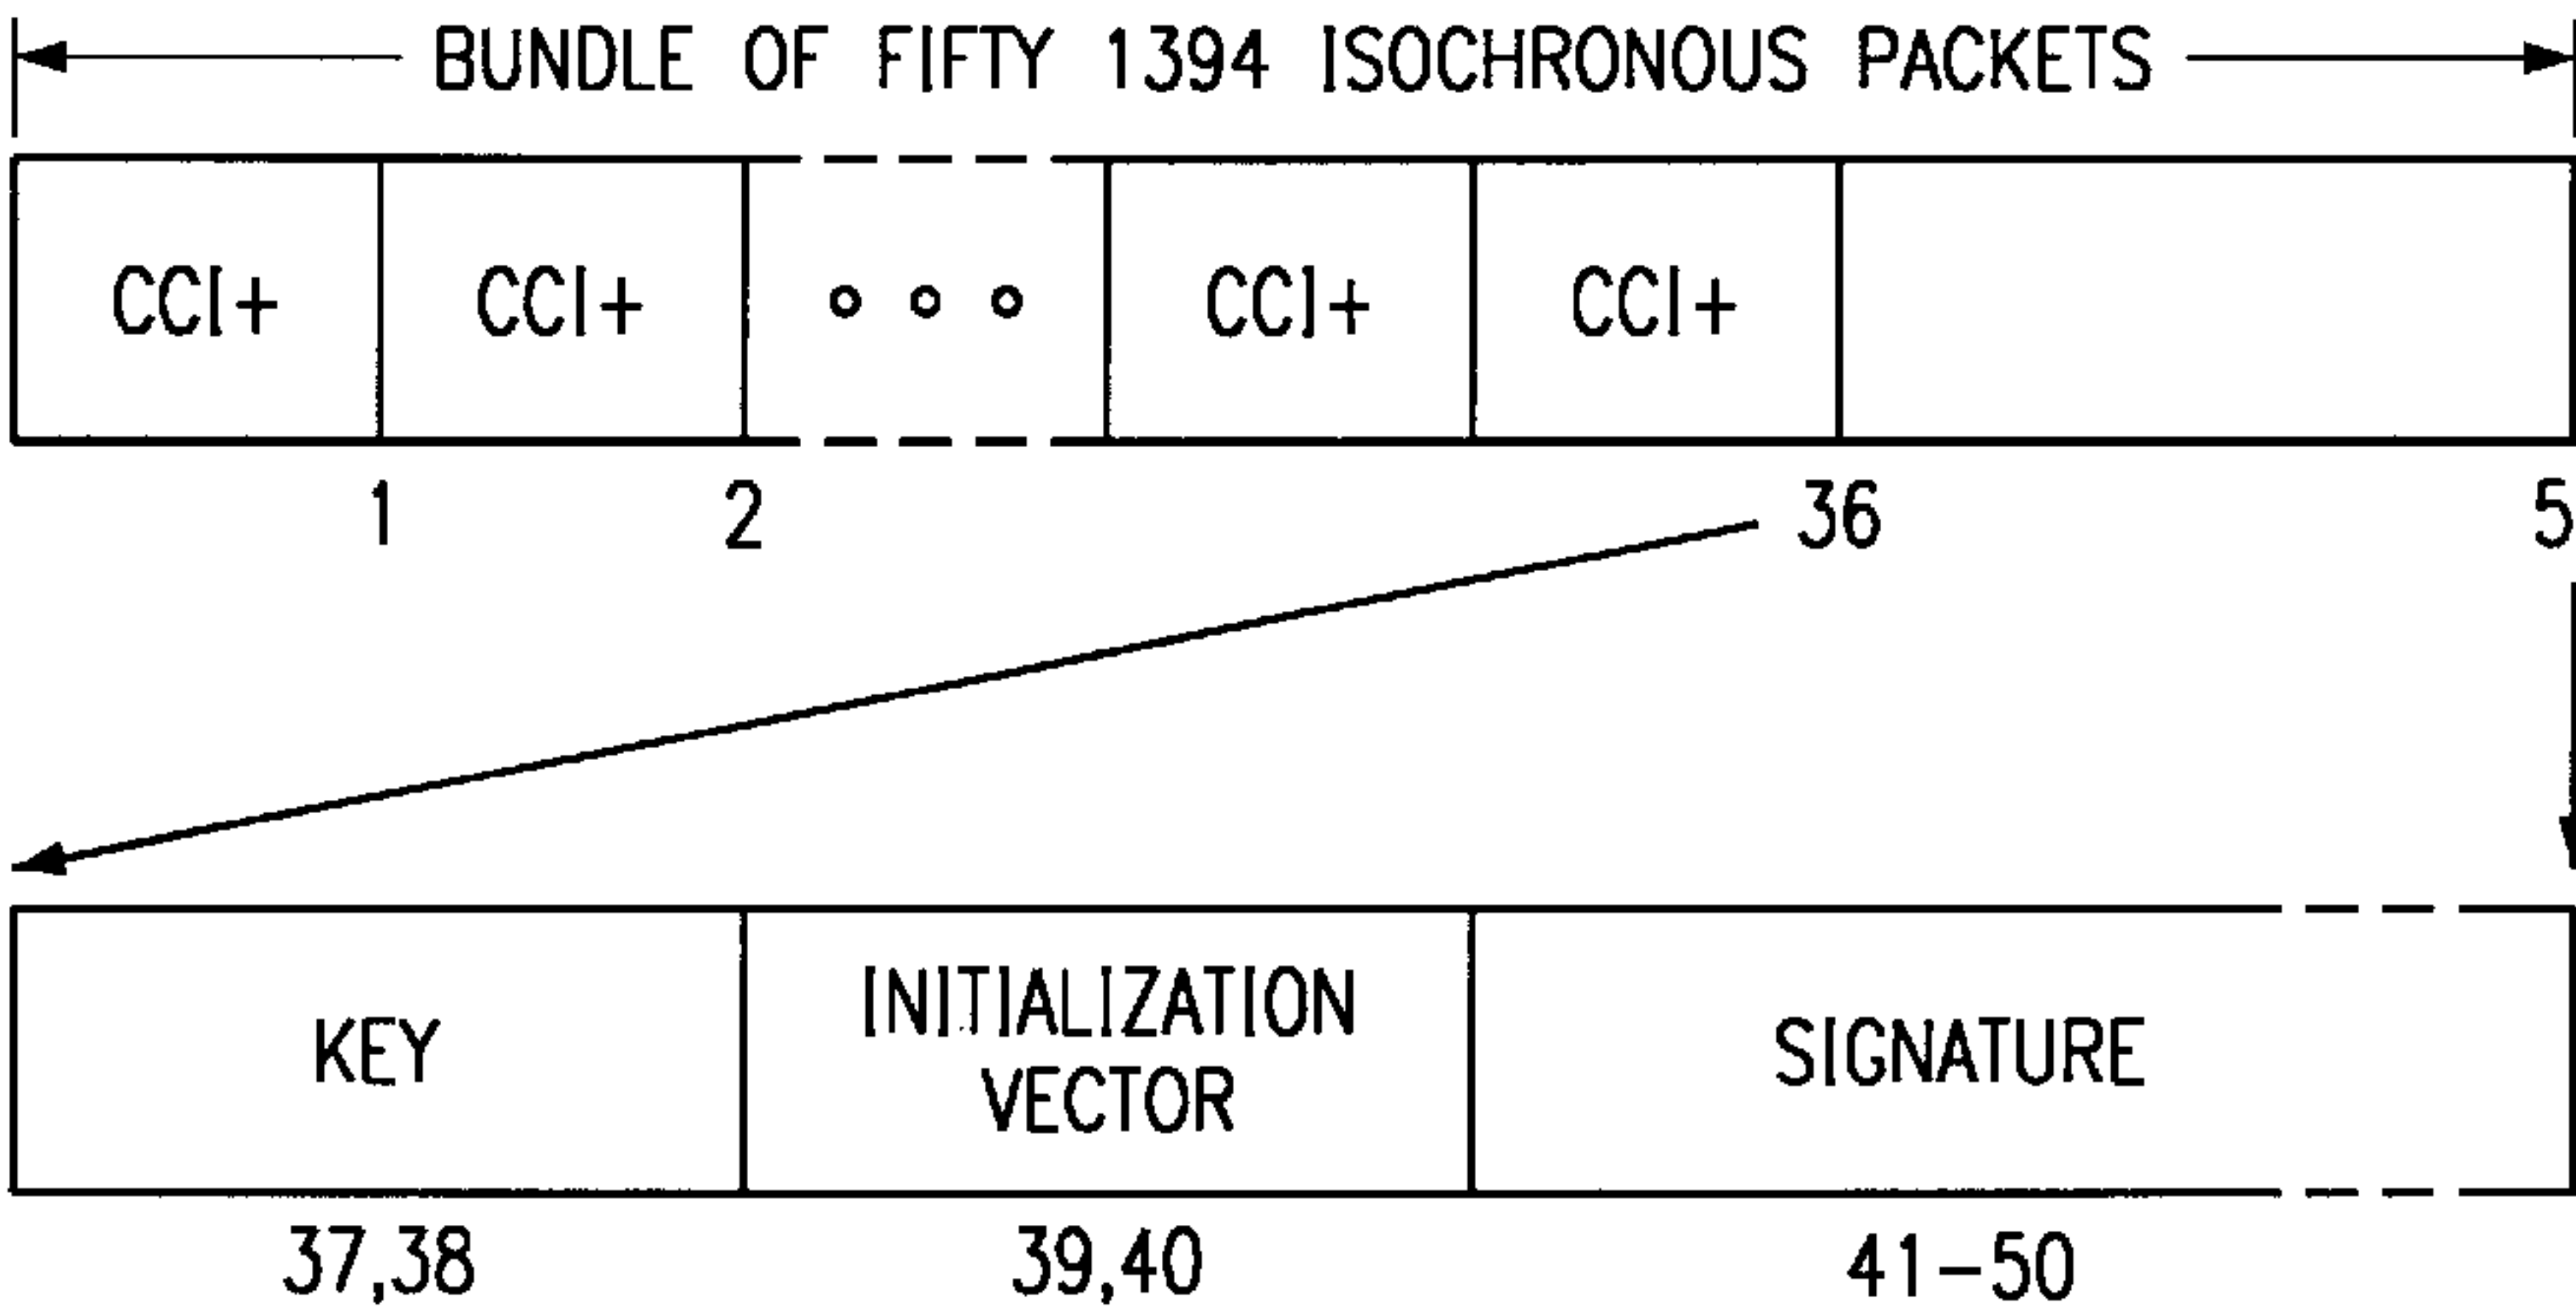 BUNDLE OF FIFTY 1394 ISOCHRONOUS PACKETS
CCI+ CCI+ CCI+ CCI+
1 2 36 5
KEY INITIALIZATION VECTOR SIGNATURE
37,38 39,40 41-50